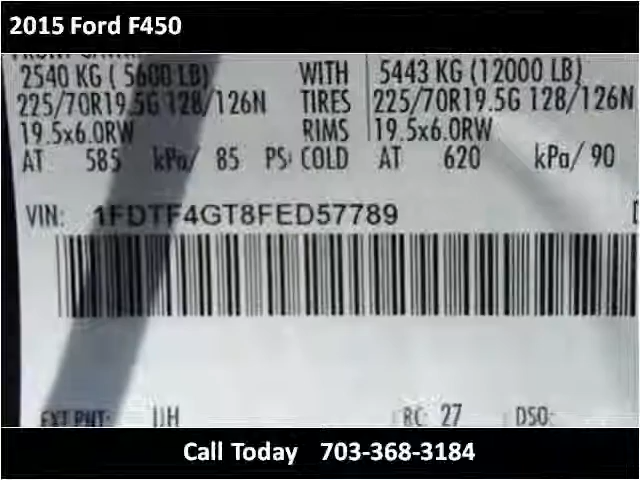 2015 Ford F450
2540 KG ( 5600 LB) WITH 5443 KG (12000 LB)
225/70R19.5G 128/126N TIRES 225/70R19.5G 128/126N
19.5x6.0RW RIMS 19.5x6.0RW
AT 585 kPa/ 85 PSI COLD AT 620 kPa/ 90
VIN: 1FDTF4GT8FED57789
EXT PNT: UH RC: 27 DSO:
Call Today 703-368-3184